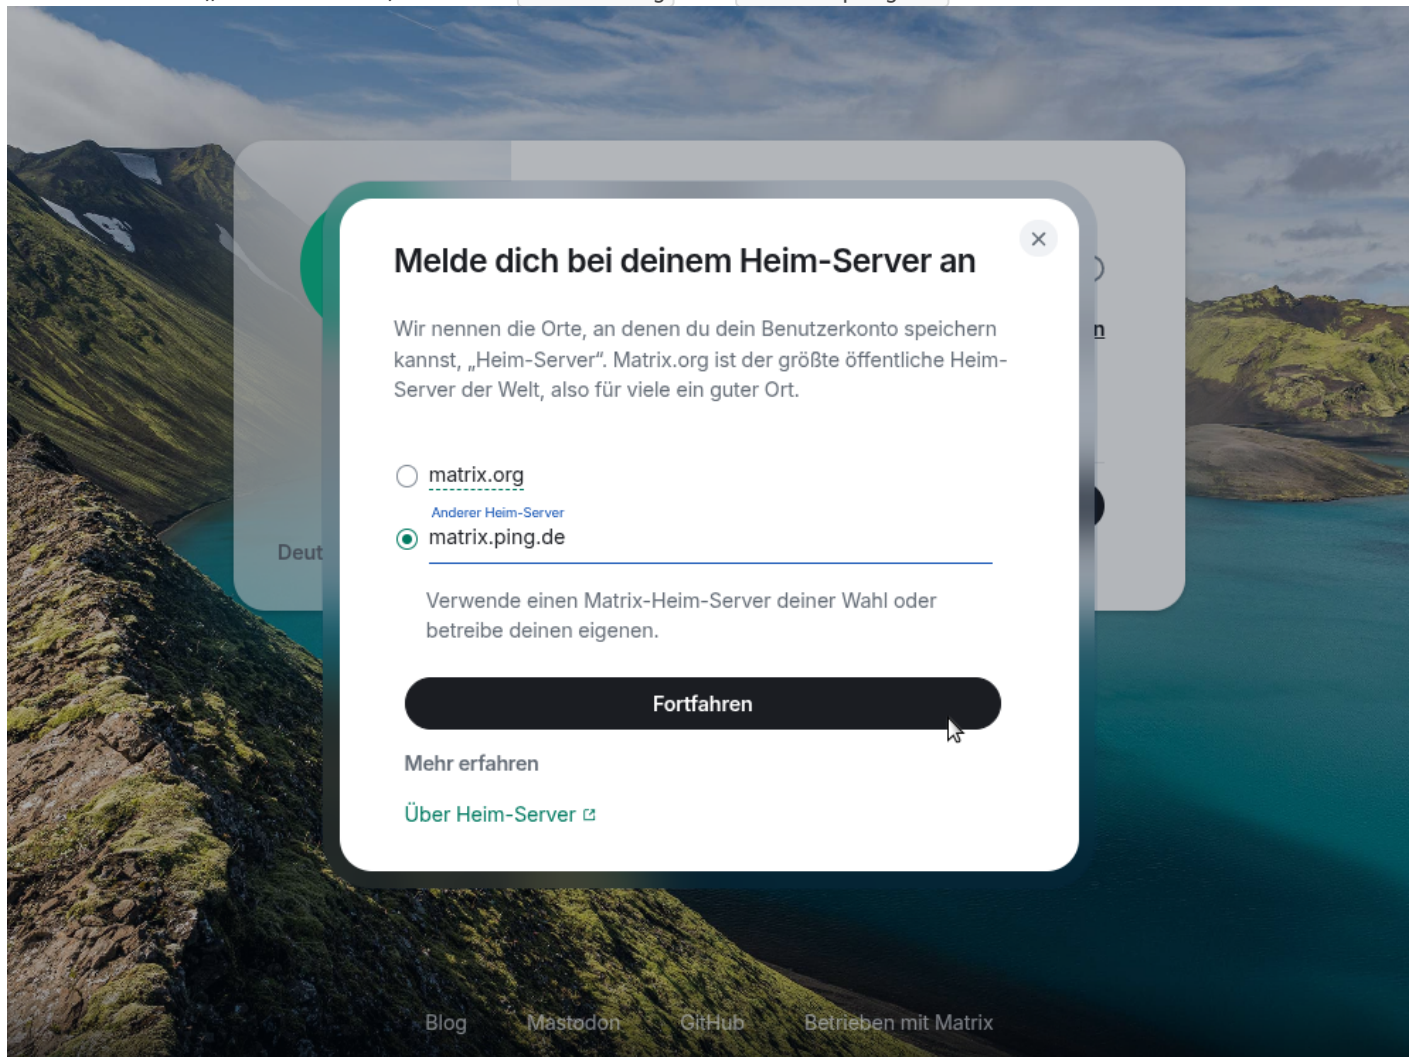 Melde dich bei deinem Heim-Server an
Wir nennen die Orte, an denen du dein Benutzerkonto speichern
kannst, „Heim-Server“. Matrix.org ist der größte öffentliche Heim-
Server der Welt, also für viele ein guter Ort.
matrix.org
Anderer Heim-Server
matrix.ping.de
Verwende einen Matrix-Heim-Server deiner Wahl oder
betreibe deinen eigenen.
Fortfahren
Mehr erfahren
Über Heim-Server
Deut
n
Blog Mastodon GitHub Betrieben mit Matrix